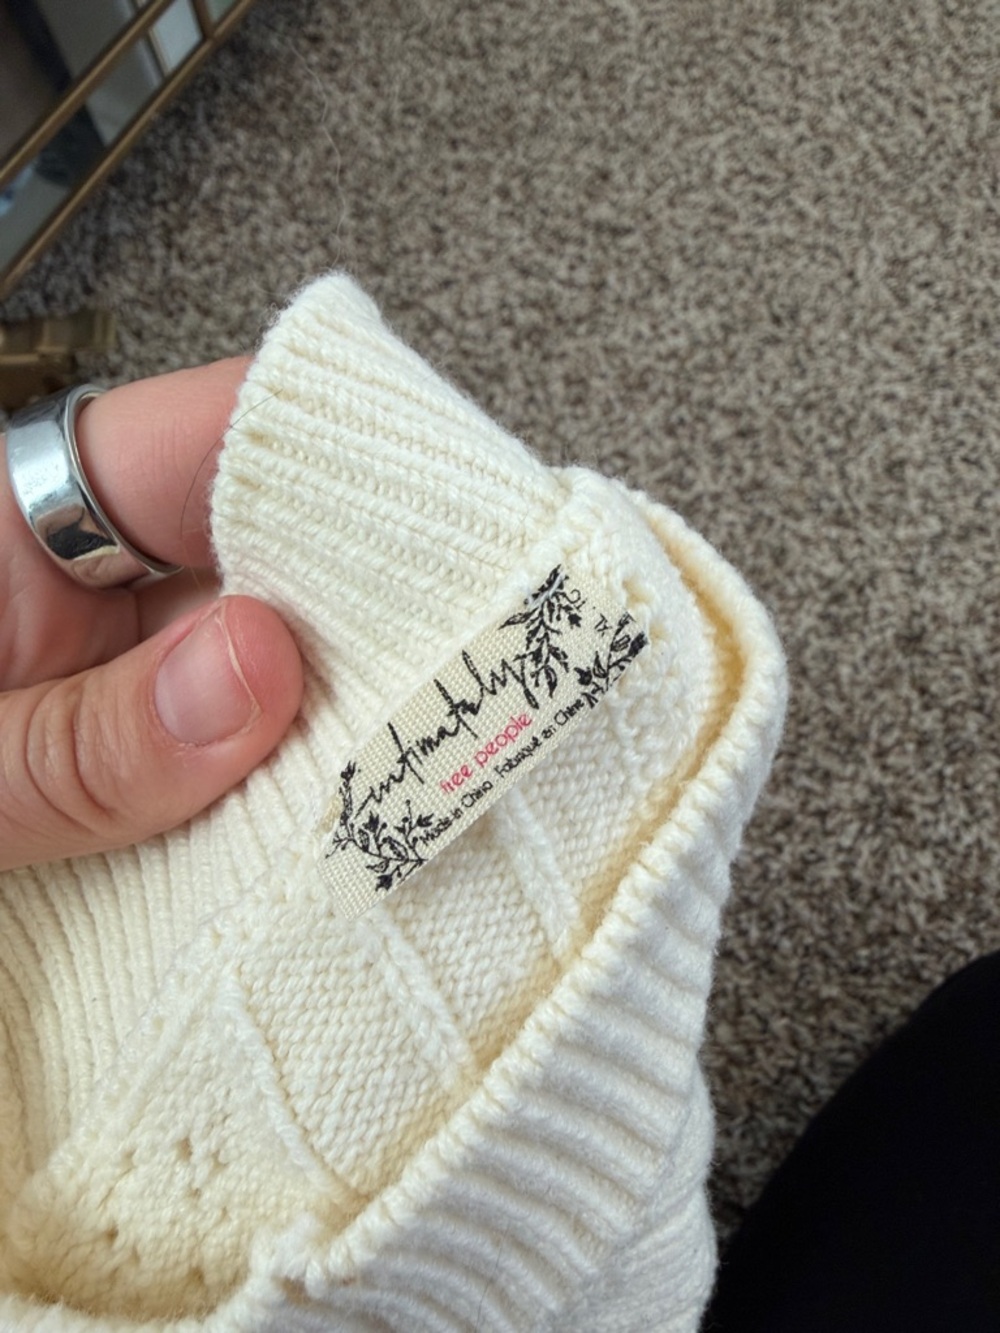 Intimately
free people
Made in China Fabriqué en Chine